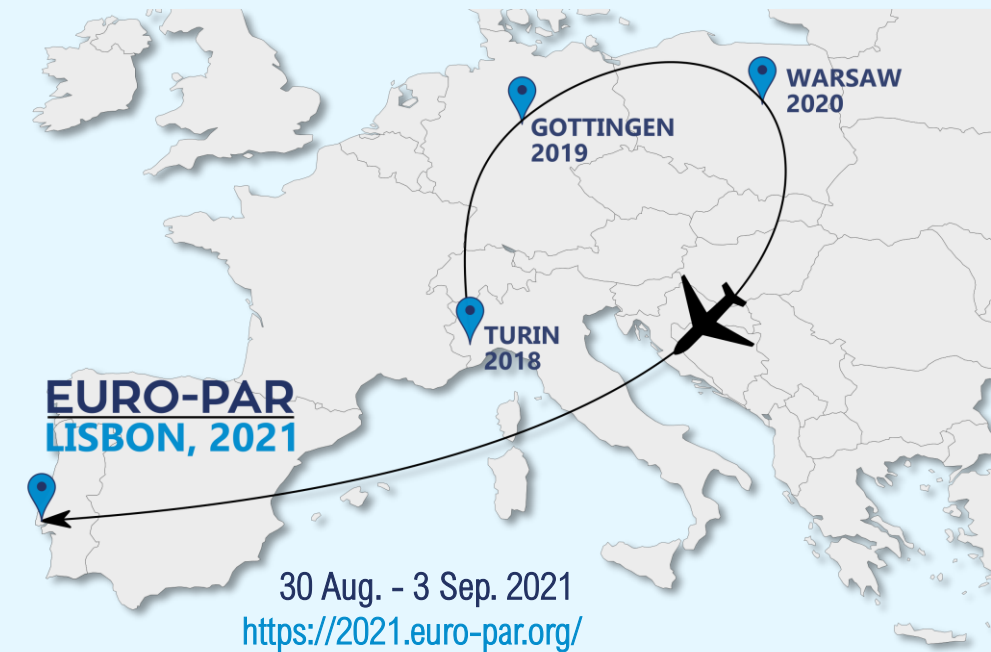 WARSAW
2020
GOTTINGEN
2019
TURIN
2018
EURO-PAR
LISBON, 2021
30 Aug. - 3 Sep. 2021
https://2021.euro-par.org/